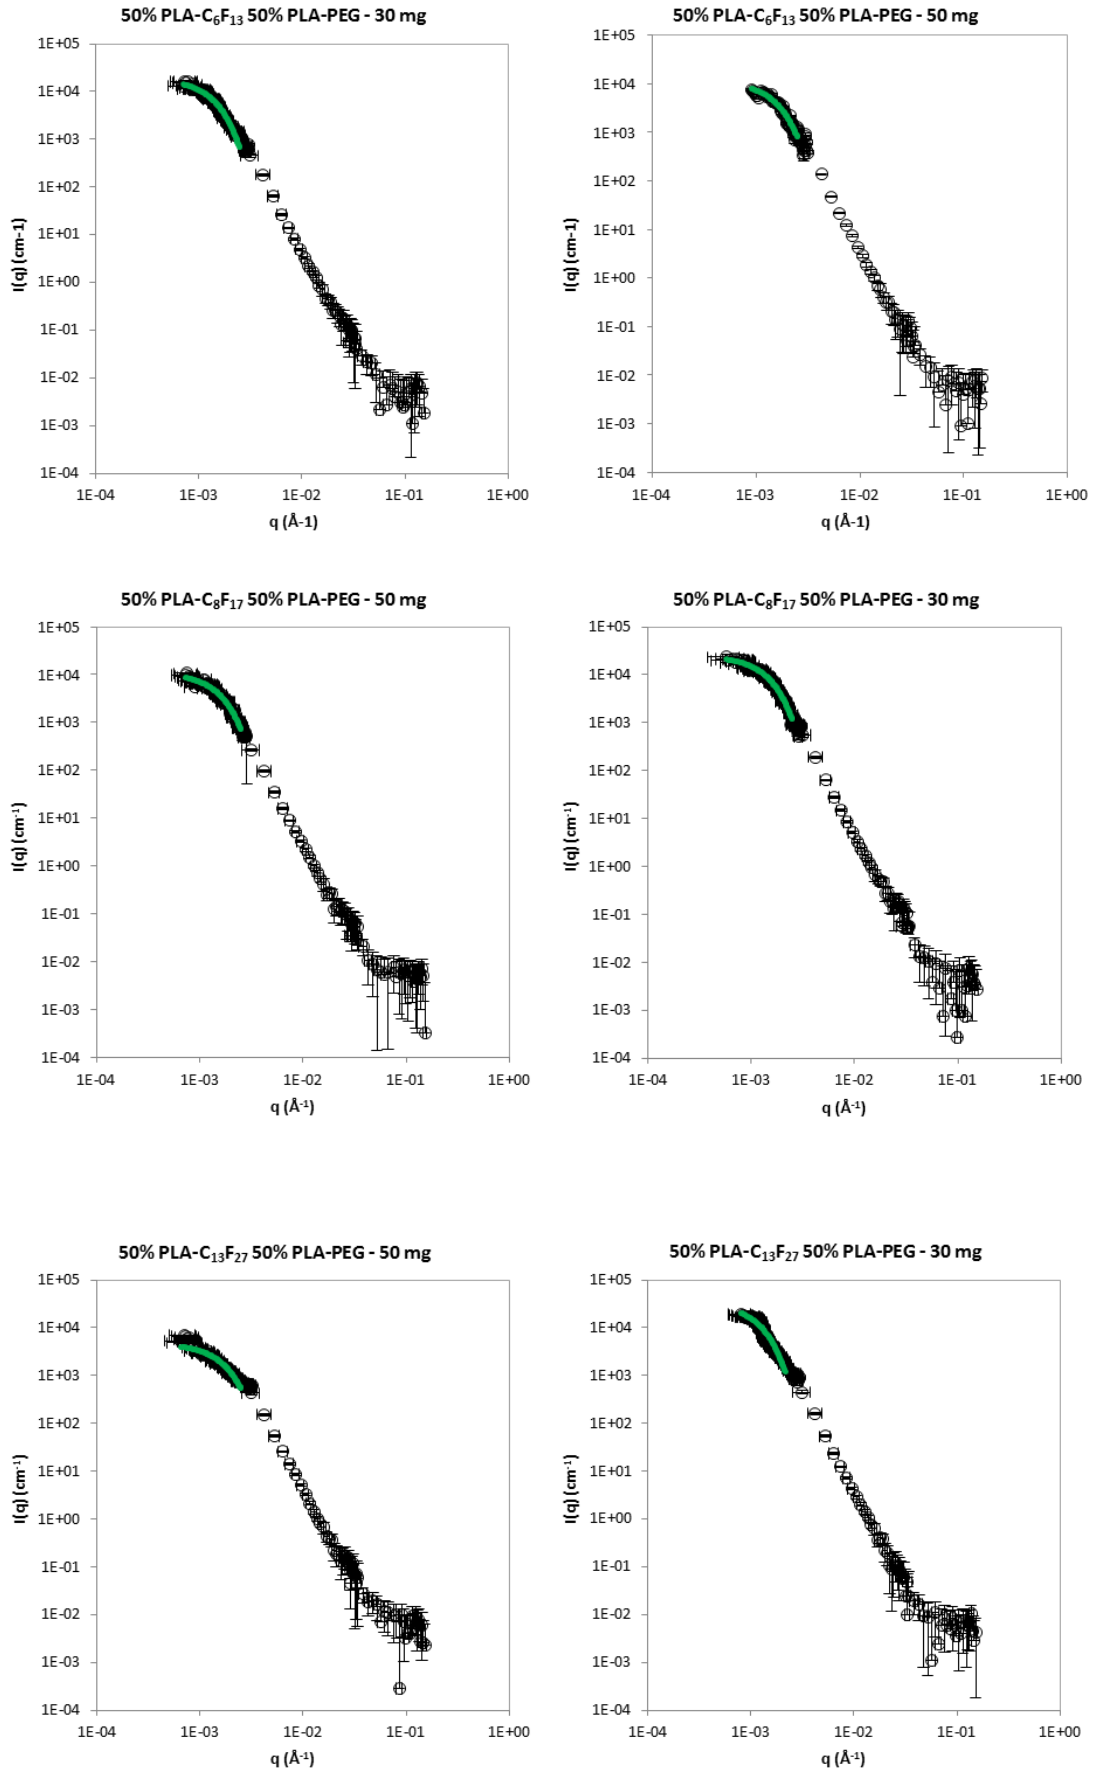 50% PLA-C₆F₁₃ 50% PLA-PEG - 30 mg
1E+05
1E+04
1E+03
1E+02
1E+01
1E+00
1E-01
1E-02
1E-03
1E-04
I(q) (cm-1)
1E-04 1E-03 1E-02 1E-01 1E+00
q (Å-1)
50% PLA-C₆F₁₃ 50% PLA-PEG - 50 mg
1E+05
1E+04
1E+03
1E+02
1E+01
1E+00
1E-01
1E-02
1E-03
1E-04
I(q) (cm-1)
1E-04 1E-03 1E-02 1E-01 1E+00
q (Å-1)
50% PLA-C₈F₁₇ 50% PLA-PEG - 50 mg
1E+05
1E+04
1E+03
1E+02
1E+01
1E+00
1E-01
1E-02
1E-03
1E-04
I(q) (cm⁻¹)
1E-04 1E-03 1E-02 1E-01 1E+00
q (Å⁻¹)
50% PLA-C₈F₁₇ 50% PLA-PEG - 30 mg
1E+05
1E+04
1E+03
1E+02
1E+01
1E+00
1E-01
1E-02
1E-03
1E-04
I(q) (cm⁻¹)
1E-04 1E-03 1E-02 1E-01 1E+00
q (Å⁻¹)
50% PLA-C₁₃F₂₇ 50% PLA-PEG - 50 mg
1E+05
1E+04
1E+03
1E+02
1E+01
1E+00
1E-01
1E-02
1E-03
1E-04
I(q) (cm⁻¹)
1E-04 1E-03 1E-02 1E-01 1E+00
q (Å⁻¹)
50% PLA-C₁₃F₂₇ 50% PLA-PEG - 30 mg
1E+05
1E+04
1E+03
1E+02
1E+01
1E+00
1E-01
1E-02
1E-03
1E-04
I(q) (cm⁻¹)
1E-04 1E-03 1E-02 1E-01 1E+00
q (Å⁻¹)